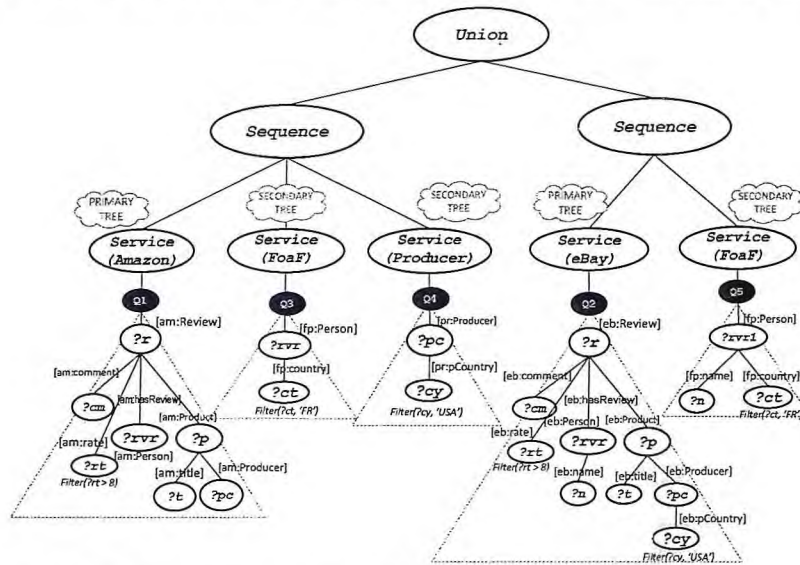 Union
Sequence
Sequence
PRIMARY
TREE
SECONDARY
TREE
SECONDARY
TREE
PRIMARY
TREE
SECONDARY
TREE
Service
(Amazon)
Service
(FoaF)
Service
(Producer)
Service
(eBay)
Service
(FoaF)
Q1
Q3
Q4
Q2
Q5
[am:Review]
?r
[am:comment]
?cm
[am:hasReview]
[am:Product]
?rvr
?p
[am:rate]
[am:Person]
?rt
Filter(?rt > 8)
[am:title]
[am:Producer]
?t
?pc
[fp:Person]
?rvr
[fp:country]
?ct
Filter(?ct, 'FR')
[pr:Producer]
?pc
[pr:pCountry]
?cy
Filter(?cy, 'USA')
[eb:Review]
?r
[eb:comment]
?cm
[eb:hasReview]
[eb:Person]
[eb:Product]
[eb:rate]
?rvr
?p
?rt
Filter(?rt > 8)
[eb:name]
?n
[eb:title]
?t
[eb:Producer]
?pc
[eb:pCountry]
?cy
Filter(?cy, 'USA')
[fp:Person]
?rvr1
[fp:name]
[fp:country]
?n
?ct
Filter(?ct, 'FR')